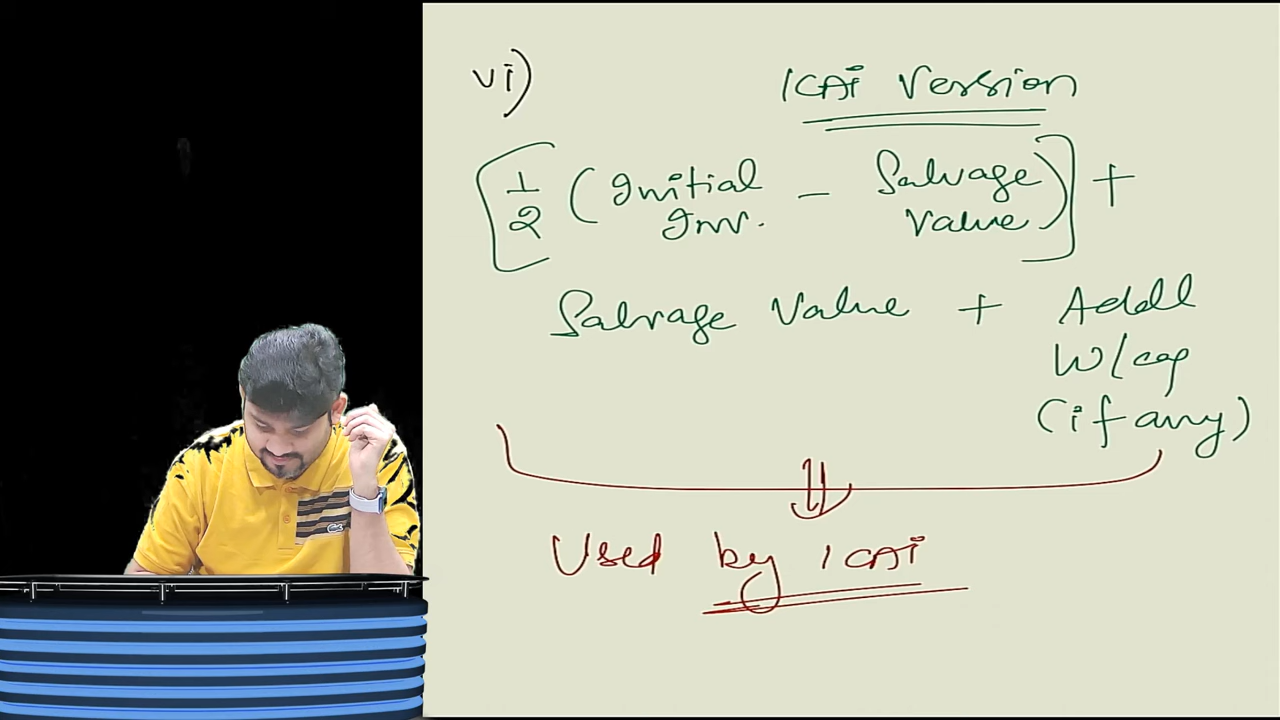 vi)
ICAI Version
[1/2 (Initial Inv. - Salvage Value)] +
Salvage Value + Addl W/cap (if any)
Used by ICAI